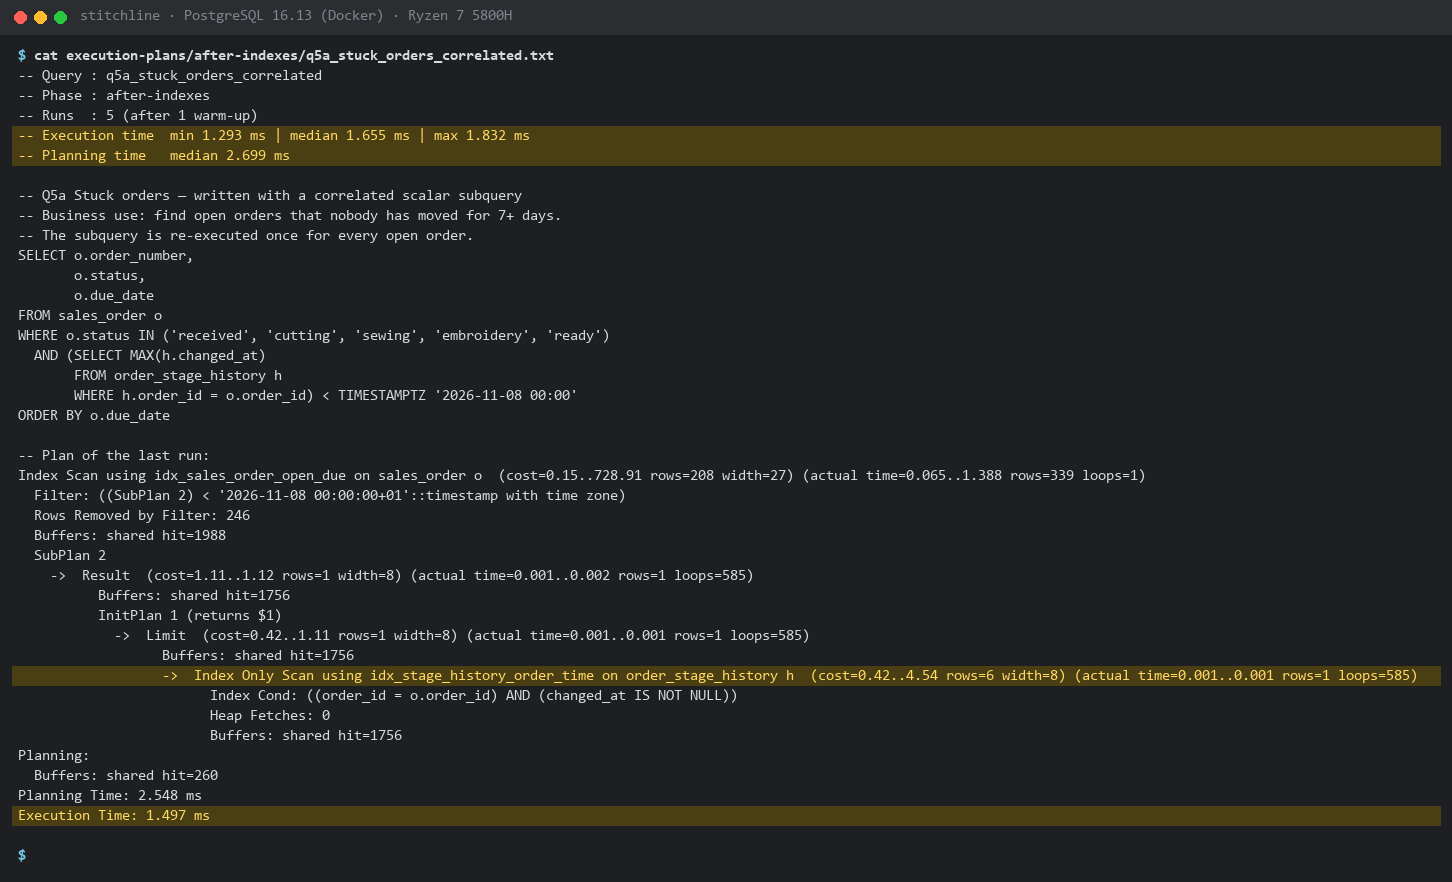 stitchline · PostgreSQL 16.13 (Docker) · Ryzen 7 5800H
$ cat execution-plans/after-indexes/q5a_stuck_orders_correlated.txt
-- Query : q5a_stuck_orders_correlated
-- Phase : after-indexes
-- Runs  : 5 (after 1 warm-up)
-- Execution time  min 1.293 ms | median 1.655 ms | max 1.832 ms
-- Planning time   median 2.699 ms
-- Q5a Stuck orders — written with a correlated scalar subquery
-- Business use: find open orders that nobody has moved for 7+ days.
-- The subquery is re-executed once for every open order.
SELECT o.order_number,
       o.status,
       o.due_date
FROM sales_order o
WHERE o.status IN ('received', 'cutting', 'sewing', 'embroidery', 'ready')
  AND (SELECT MAX(h.changed_at)
       FROM order_stage_history h
       WHERE h.order_id = o.order_id) < TIMESTAMPTZ '2026-11-08 00:00'
ORDER BY o.due_date
-- Plan of the last run:
Index Scan using idx_sales_order_open_due on sales_order o  (cost=0.15..728.91 rows=208 width=27) (actual time=0.065..1.388 rows=339 loops=1)
  Filter: ((SubPlan 2) < '2026-11-08 00:00:00+01'::timestamp with time zone)
  Rows Removed by Filter: 246
  Buffers: shared hit=1988
  SubPlan 2
    ->  Result  (cost=1.11..1.12 rows=1 width=8) (actual time=0.001..0.002 rows=1 loops=585)
          Buffers: shared hit=1756
          InitPlan 1 (returns $1)
            ->  Limit  (cost=0.42..1.11 rows=1 width=8) (actual time=0.001..0.001 rows=1 loops=585)
                  Buffers: shared hit=1756
                  ->  Index Only Scan using idx_stage_history_order_time on order_stage_history h  (cost=0.42..4.54 rows=6 width=8) (actual time=0.001..0.001 rows=1 loops=585)
                        Index Cond: ((order_id = o.order_id) AND (changed_at IS NOT NULL))
                        Heap Fetches: 0
                        Buffers: shared hit=1756
Planning:
  Buffers: shared hit=260
Planning Time: 2.548 ms
Execution Time: 1.497 ms
$